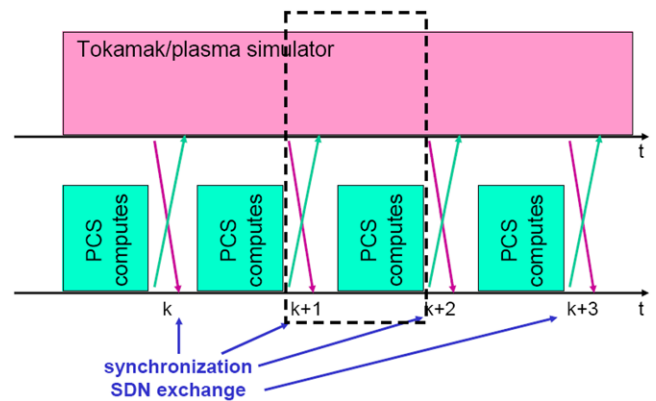 Tokamak/plasma simulator
t
PCS
computes
PCS
computes
PCS
computes
PCS
computes
k
k+1
k+2
k+3
t
synchronization
SDN exchange